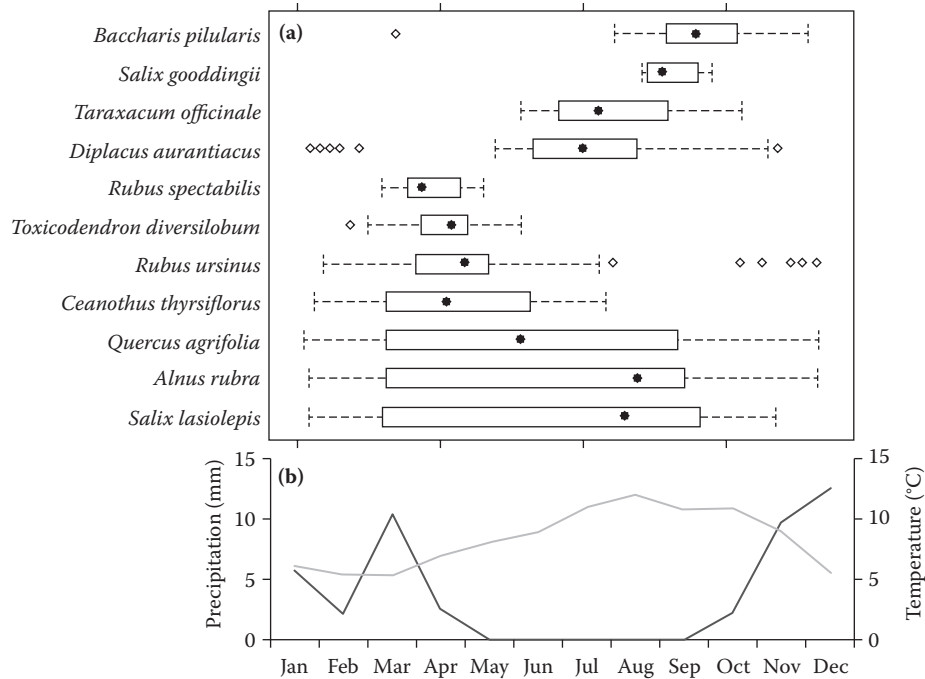 (a)
Baccharis pilularis
Salix gooddingii
Taraxacum officinale
Diplacus aurantiacus
Rubus spectabilis
Toxicodendron diversilobum
Rubus ursinus
Ceanothus thyrsiflorus
Quercus agrifolia
Alnus rubra
Salix lasiolepis
(b)
Precipitation (mm)
15
10
5
0
15
10
5
0
Temperature (°C)
Jan Feb Mar Apr May Jun Jul Aug Sep Oct Nov Dec